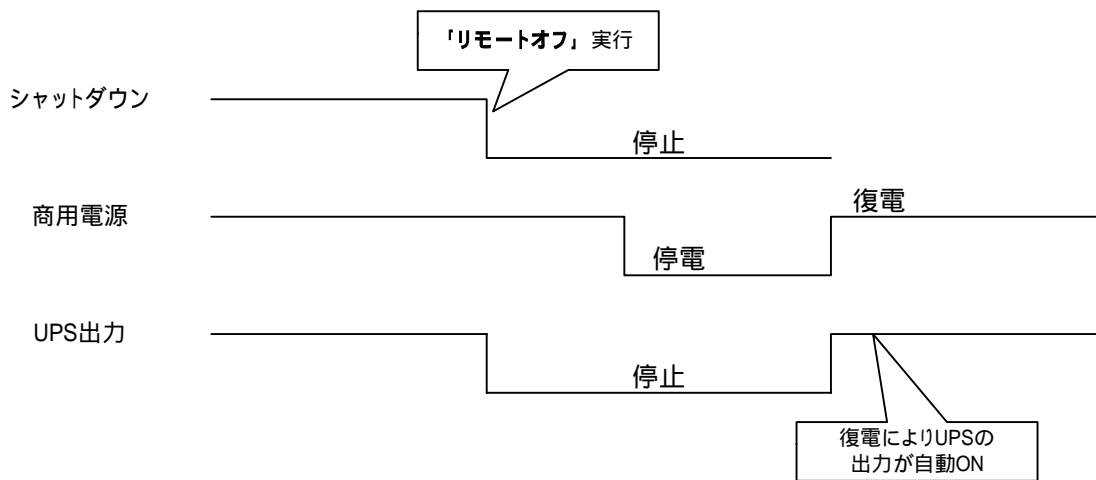 「リモートオフ」実行
シャットダウン
停止
商用電源
復電
停電
UPS出力
停止
復電によりUPSの
出力が自動ON